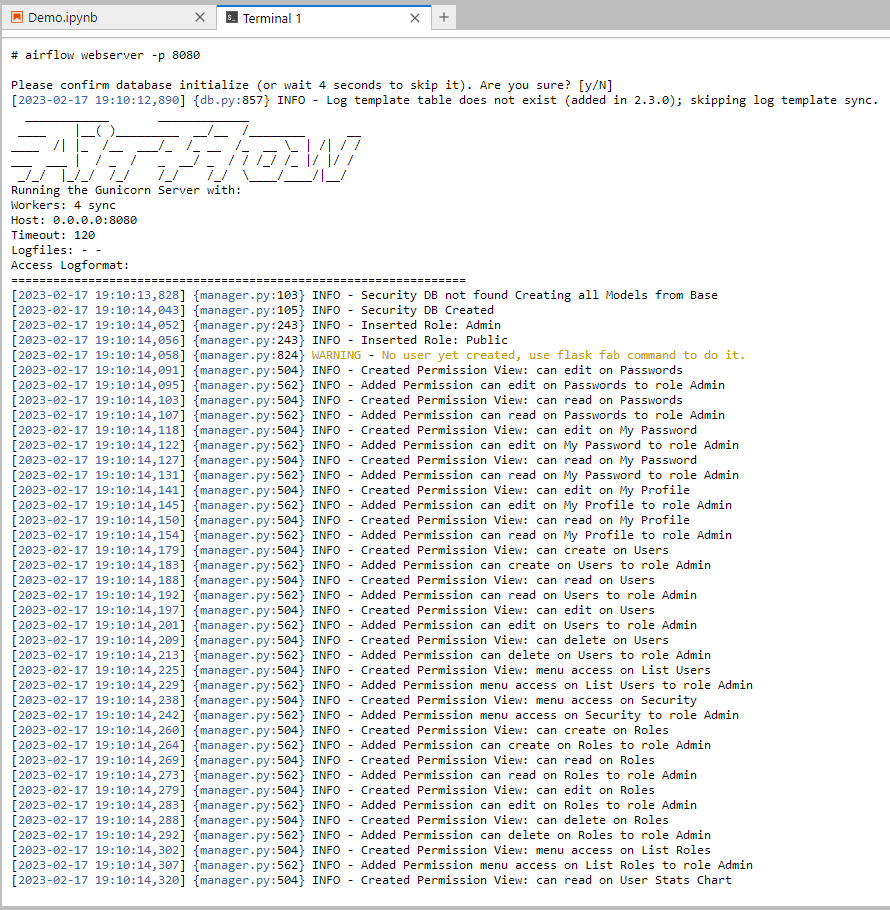 Demo.ipynb
Terminal 1
# airflow webserver -p 8080
Please confirm database initialize (or wait 4 seconds to skip it). Are you sure? [y/N]
[2023-02-17 19:10:12,890] {db.py:857} INFO - Log template table does not exist (added in 2.3.0); skipping log template sync.
Airflow
Running the Gunicorn Server with:
Workers: 4 sync
Host: 0.0.0.0:8080
Timeout: 120
Logfiles: - -
Access Logformat:
=================================================================
[2023-02-17 19:10:13,828] {manager.py:103} INFO - Security DB not found Creating all Models from Base
[2023-02-17 19:10:14,043] {manager.py:105} INFO - Security DB Created
[2023-02-17 19:10:14,052] {manager.py:243} INFO - Inserted Role: Admin
[2023-02-17 19:10:14,056] {manager.py:243} INFO - Inserted Role: Public
[2023-02-17 19:10:14,058] {manager.py:824} WARNING - No user yet created, use flask fab command to do it.
[2023-02-17 19:10:14,091] {manager.py:504} INFO - Created Permission View: can edit on Passwords
[2023-02-17 19:10:14,095] {manager.py:562} INFO - Added Permission can edit on Passwords to role Admin
[2023-02-17 19:10:14,103] {manager.py:504} INFO - Created Permission View: can read on Passwords
[2023-02-17 19:10:14,107] {manager.py:562} INFO - Added Permission can read on Passwords to role Admin
[2023-02-17 19:10:14,118] {manager.py:504} INFO - Created Permission View: can edit on My Password
[2023-02-17 19:10:14,122] {manager.py:562} INFO - Added Permission can edit on My Password to role Admin
[2023-02-17 19:10:14,127] {manager.py:504} INFO - Created Permission View: can read on My Password
[2023-02-17 19:10:14,131] {manager.py:562} INFO - Added Permission can read on My Password to role Admin
[2023-02-17 19:10:14,141] {manager.py:504} INFO - Created Permission View: can edit on My Profile
[2023-02-17 19:10:14,145] {manager.py:562} INFO - Added Permission can edit on My Profile to role Admin
[2023-02-17 19:10:14,150] {manager.py:504} INFO - Created Permission View: can read on My Profile
[2023-02-17 19:10:14,154] {manager.py:562} INFO - Added Permission can read on My Profile to role Admin
[2023-02-17 19:10:14,179] {manager.py:504} INFO - Created Permission View: can create on Users
[2023-02-17 19:10:14,183] {manager.py:562} INFO - Added Permission can create on Users to role Admin
[2023-02-17 19:10:14,188] {manager.py:504} INFO - Created Permission View: can read on Users
[2023-02-17 19:10:14,192] {manager.py:562} INFO - Added Permission can read on Users to role Admin
[2023-02-17 19:10:14,197] {manager.py:504} INFO - Created Permission View: can edit on Users
[2023-02-17 19:10:14,201] {manager.py:562} INFO - Added Permission can edit on Users to role Admin
[2023-02-17 19:10:14,209] {manager.py:504} INFO - Created Permission View: can delete on Users
[2023-02-17 19:10:14,213] {manager.py:562} INFO - Added Permission can delete on Users to role Admin
[2023-02-17 19:10:14,225] {manager.py:504} INFO - Created Permission View: menu access on List Users
[2023-02-17 19:10:14,229] {manager.py:562} INFO - Added Permission menu access on List Users to role Admin
[2023-02-17 19:10:14,238] {manager.py:504} INFO - Created Permission View: menu access on Security
[2023-02-17 19:10:14,242] {manager.py:562} INFO - Added Permission menu access on Security to role Admin
[2023-02-17 19:10:14,260] {manager.py:504} INFO - Created Permission View: can create on Roles
[2023-02-17 19:10:14,264] {manager.py:562} INFO - Added Permission can create on Roles to role Admin
[2023-02-17 19:10:14,269] {manager.py:504} INFO - Created Permission View: can read on Roles
[2023-02-17 19:10:14,273] {manager.py:562} INFO - Added Permission can read on Roles to role Admin
[2023-02-17 19:10:14,279] {manager.py:504} INFO - Created Permission View: can edit on Roles
[2023-02-17 19:10:14,283] {manager.py:562} INFO - Added Permission can edit on Roles to role Admin
[2023-02-17 19:10:14,288] {manager.py:504} INFO - Created Permission View: can delete on Roles
[2023-02-17 19:10:14,292] {manager.py:562} INFO - Added Permission can delete on Roles to role Admin
[2023-02-17 19:10:14,302] {manager.py:504} INFO - Created Permission View: menu access on List Roles
[2023-02-17 19:10:14,307] {manager.py:562} INFO - Added Permission menu access on List Roles to role Admin
[2023-02-17 19:10:14,320] {manager.py:504} INFO - Created Permission View: can read on User Stats Chart